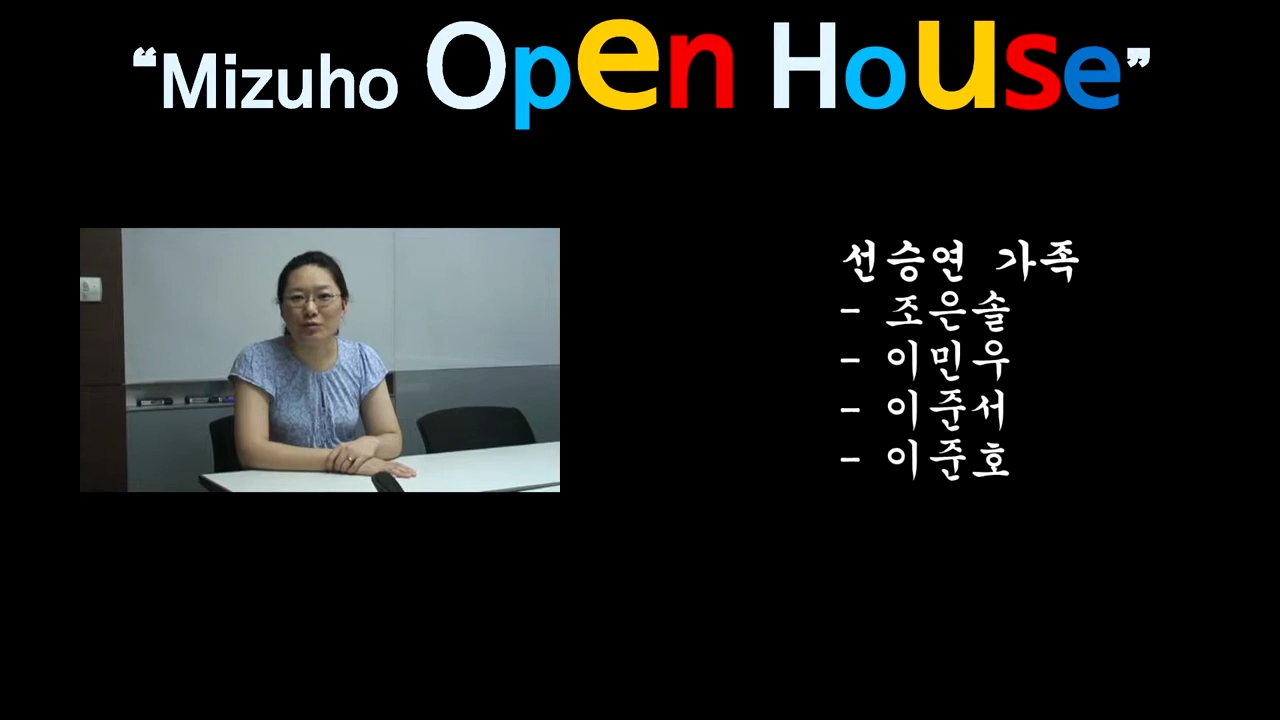 “Mizuho Open House”
선승연 가족
- 조은솔
- 이민우
- 이준서
- 이준호